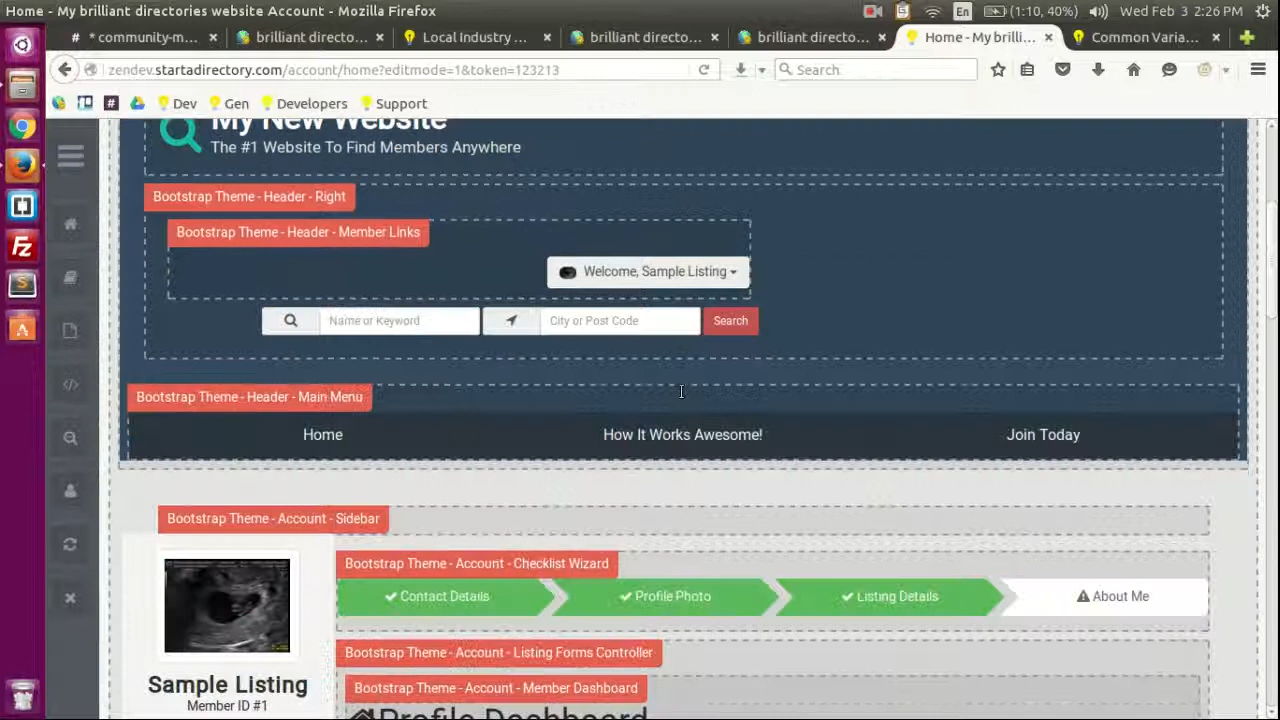 Home - My brilliant directories website Account - Mozilla Firefox
En
(1:10, 40%)
Wed Feb 3 2:26 PM
# * community-m...
brilliant directo...
Local Industry ...
brilliant directo...
brilliant directo...
Home - My brilli...
Common Varia...
zendev.startadirectory.com/account/home?editmode=1&token=123213
Search
Dev
Gen
Developers
Support
My New Website
The #1 Website To Find Members Anywhere
Bootstrap Theme - Header - Right
Bootstrap Theme - Header - Member Links
Welcome, Sample Listing
Name or Keyword
City or Post Code
Search
Bootstrap Theme - Header - Main Menu
Home
How It Works Awesome!
Join Today
Bootstrap Theme - Account - Sidebar
Bootstrap Theme - Account - Checklist Wizard
Contact Details
Profile Photo
Listing Details
About Me
Bootstrap Theme - Account - Listing Forms Controller
Bootstrap Theme - Account - Member Dashboard
Profile Dashboard
Sample Listing
Member ID #1